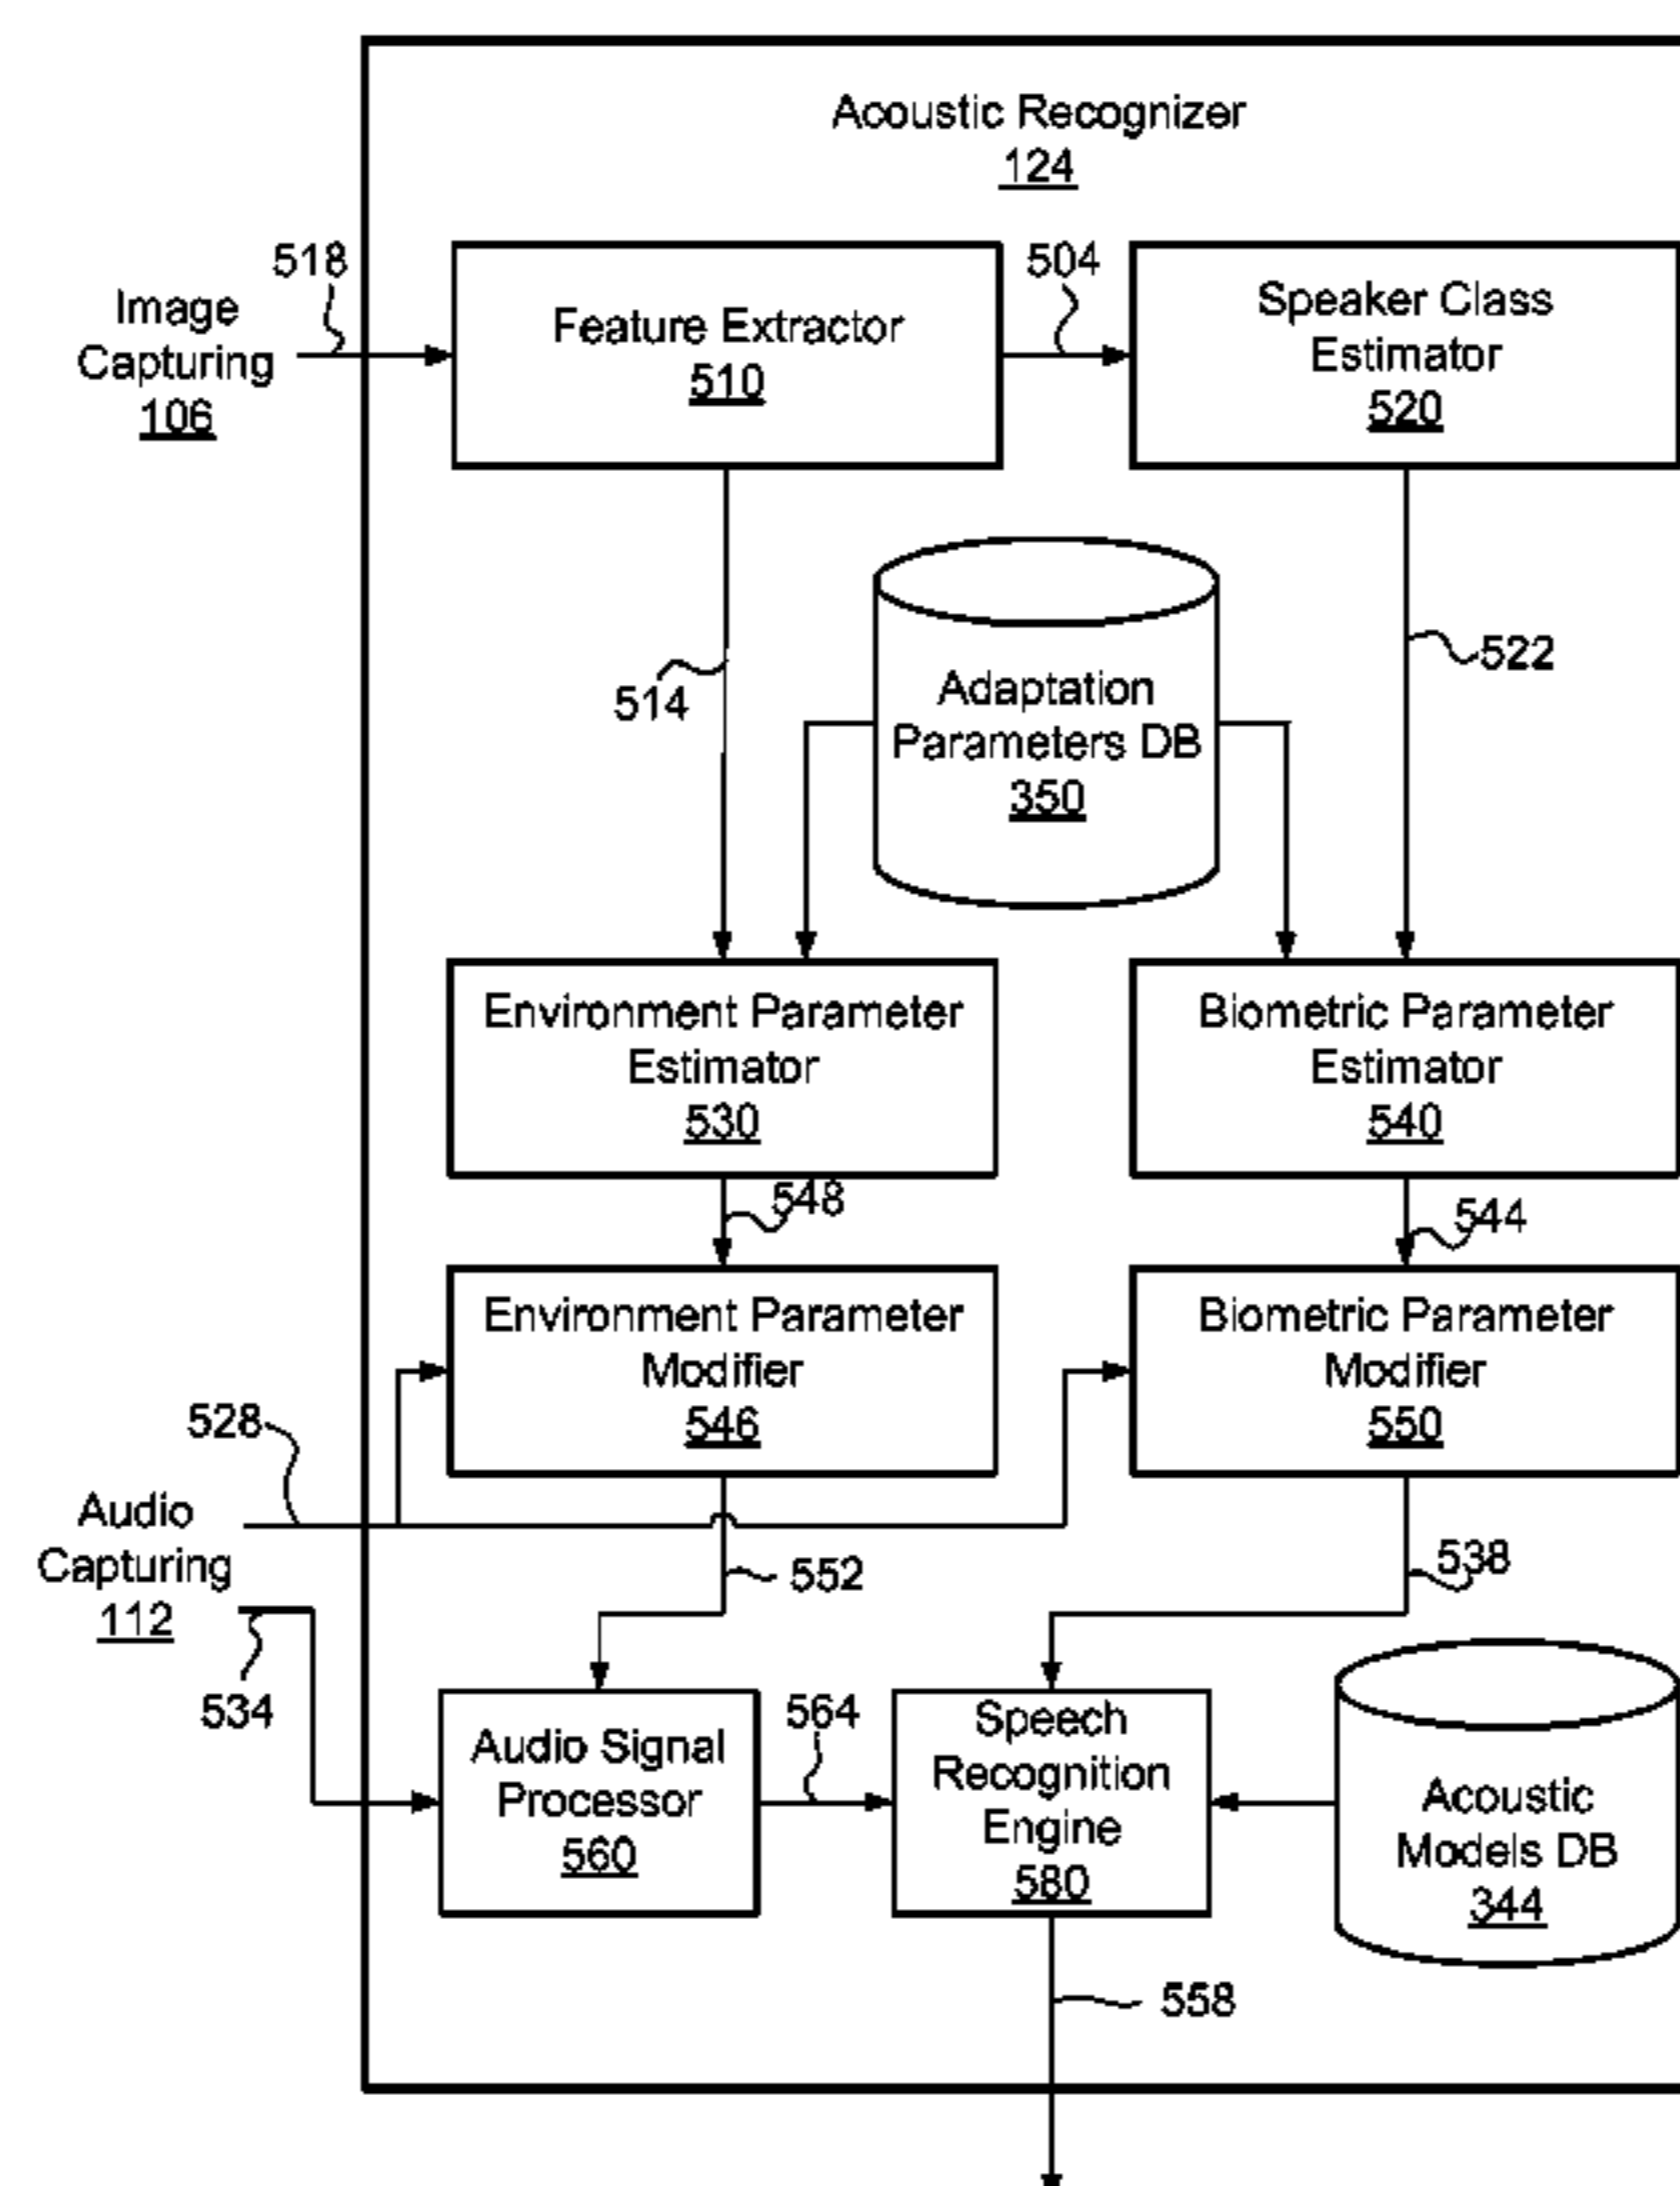 Acoustic Recognizer
124
518
504
Image
Capturing
106
Feature Extractor
510
Speaker Class
Estimator
520
514
522
Adaptation
Parameters DB
350
Environment Parameter
Estimator
530
Biometric Parameter
Estimator
540
548
544
Environment Parameter
Modifier
546
Biometric Parameter
Modifier
550
528
Audio
Capturing
112
552
538
534
Audio Signal
Processor
560
564
Speech
Recognition
Engine
580
Acoustic
Models DB
344
558